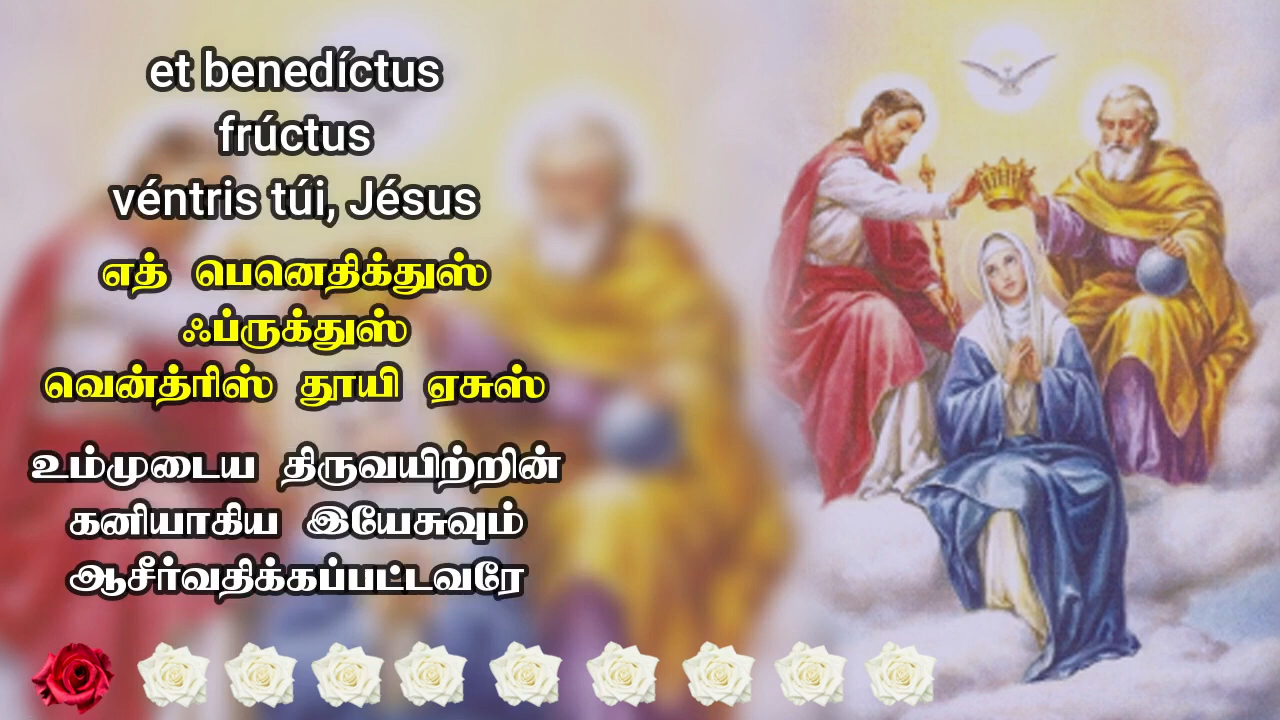 et benedíctus
frúctus
véntris túi, Jésus
எத் பெனெதிக்துஸ்
ஃப்ருக்துஸ்
வென்த்ரிஸ் தூயி ஏசுஸ்
உம்முடைய திருவயிற்றின்
கனியாகிய இயேசுவும்
ஆசீர்வதிக்கப்பட்டவரே